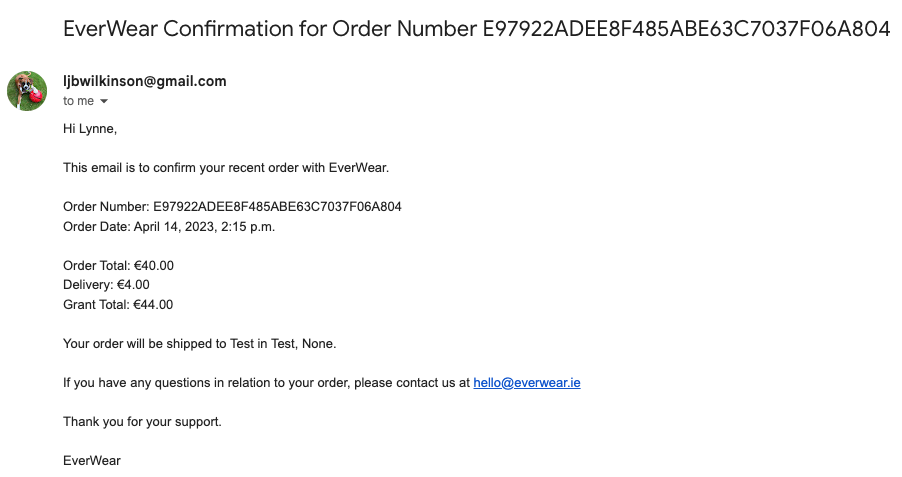 EverWear Confirmation for Order Number E97922ADEE8F485ABE63C7037F06A804
ljbwilkinson@gmail.com
to me
Hi Lynne,
This email is to confirm your recent order with EverWear.
Order Number: E97922ADEE8F485ABE63C7037F06A804
Order Date: April 14, 2023, 2:15 p.m.
Order Total: €40.00
Delivery: €4.00
Grant Total: €44.00
Your order will be shipped to Test in Test, None.
If you have any questions in relation to your order, please contact us at hello@everwear.ie
Thank you for your support.
EverWear